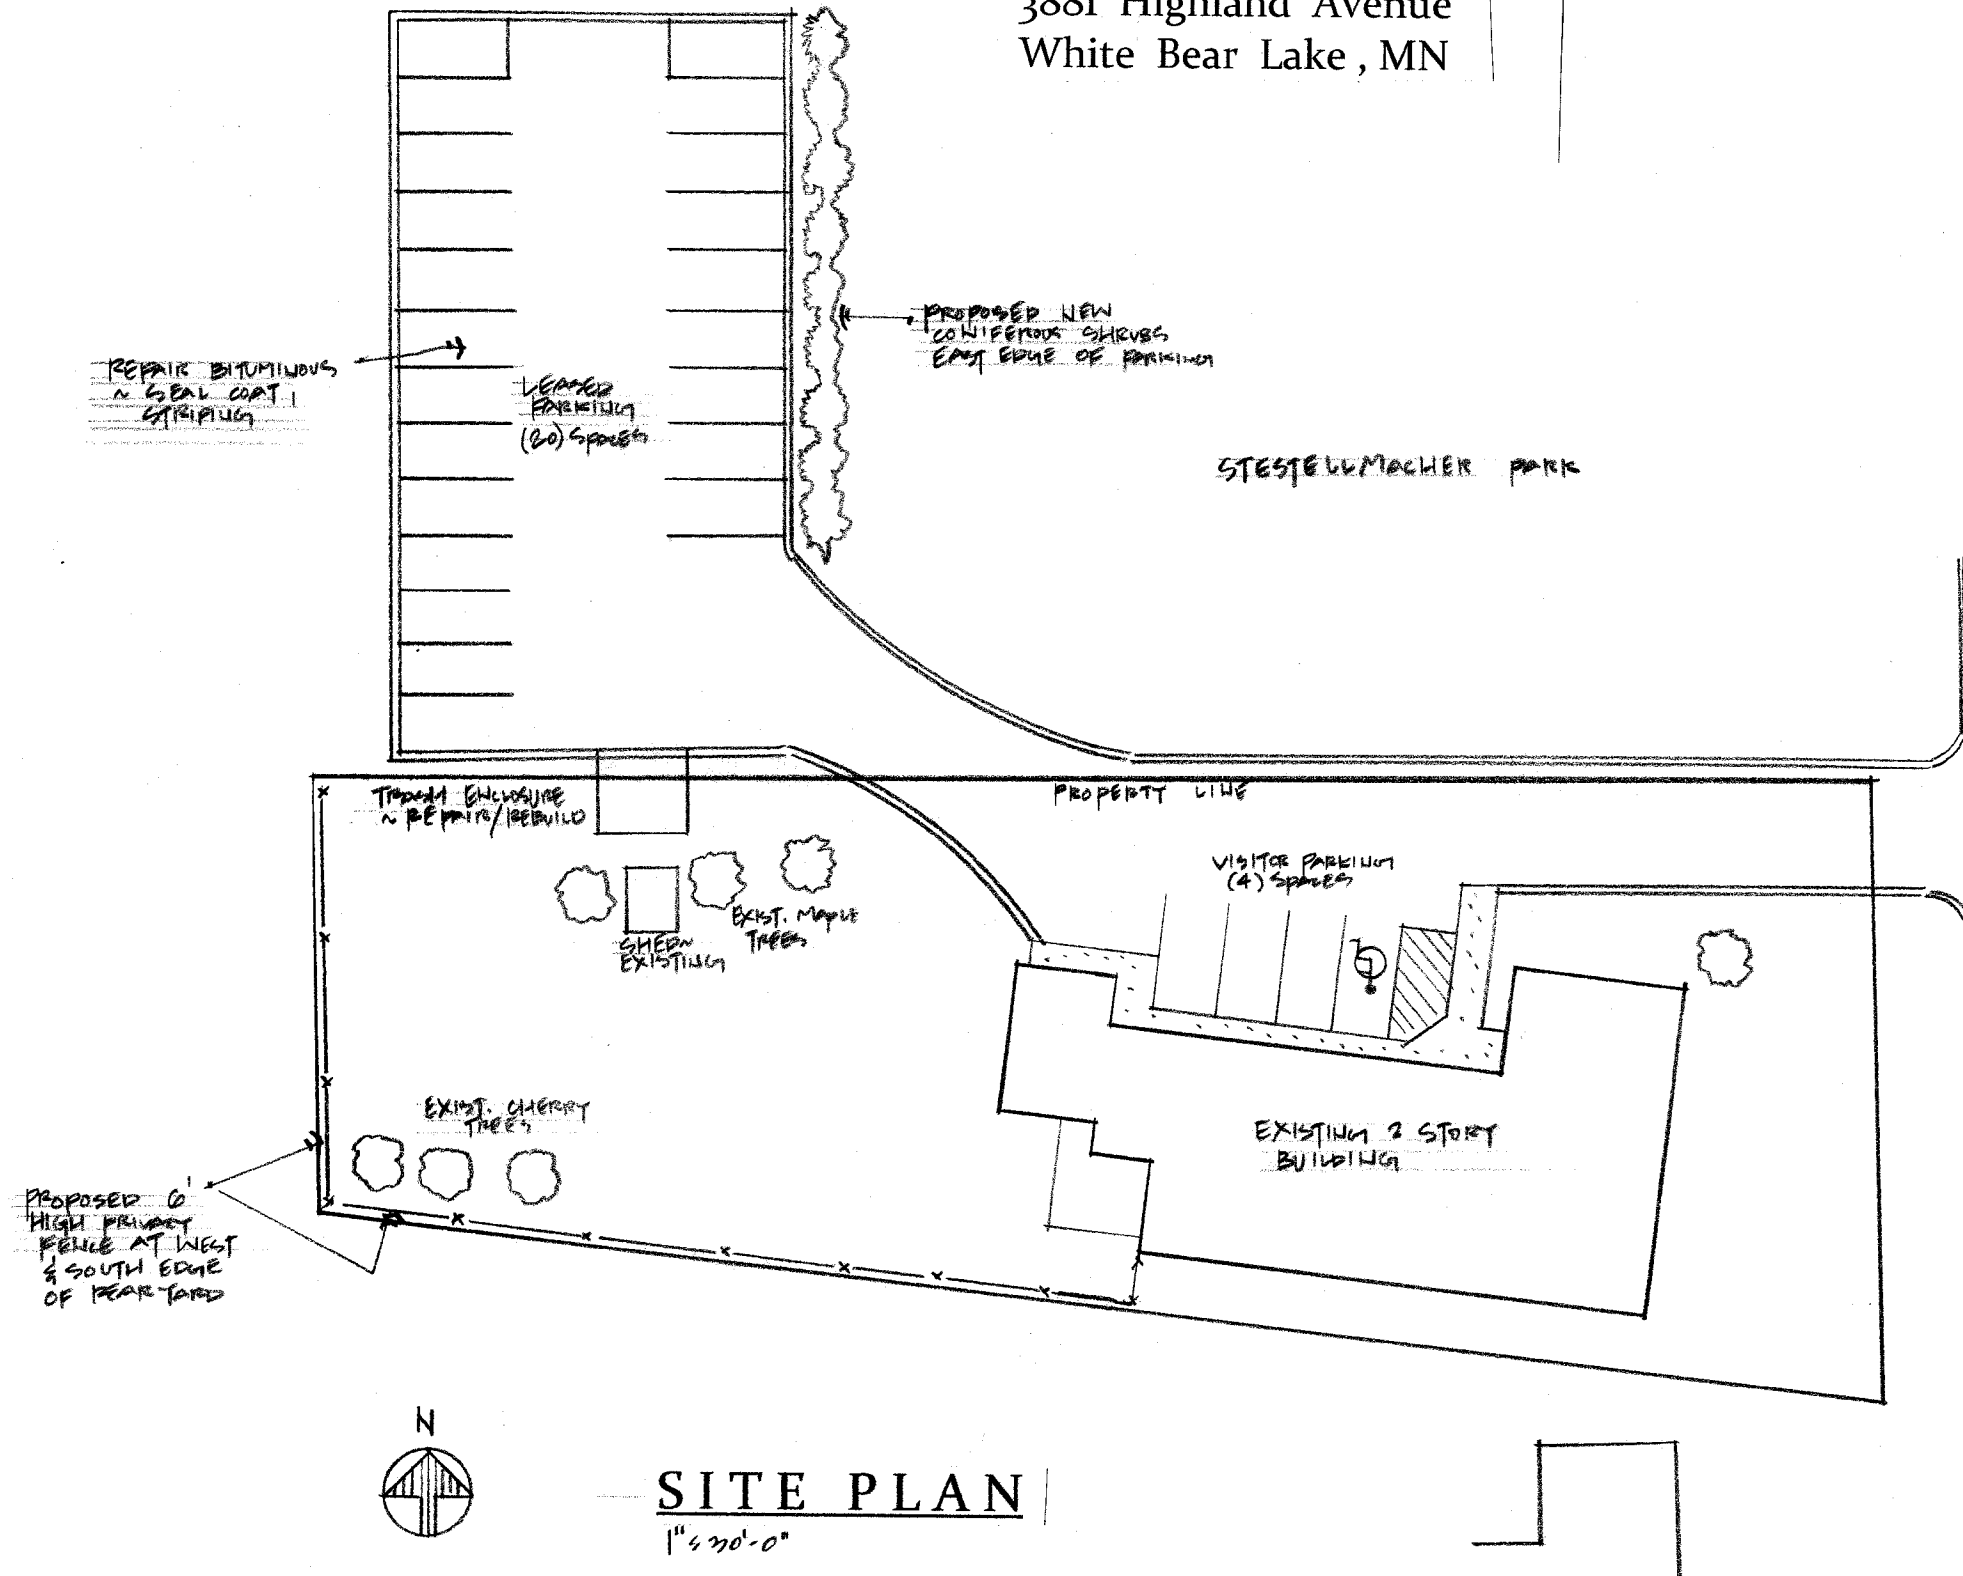 3881 Highland Avenue
White Bear Lake, MN
PROPOSED NEW
CONIFEROUS SHRUBS
EAST EDGE OF PARKING
REPAIR BITUMINOUS
~ SEAL COAT,
STRIPING
LEASED
PARKING
(20) SPACES
STESTELLMACHER PARK
TRASH ENCLOSURE
~ REPAIR/REBUILD
PROPERTY LINE
VISITOR PARKING
(4) SPACES
EXIST. MAPLE
TREES
SHED~
EXISTING
EXIST. CHERRY
TREES
EXISTING 2 STORY
BUILDING
PROPOSED 6'
HIGH PRIVACY
FENCE AT WEST
& SOUTH EDGE
OF REAR YARD
N
SITE PLAN
1" = 30'-0"